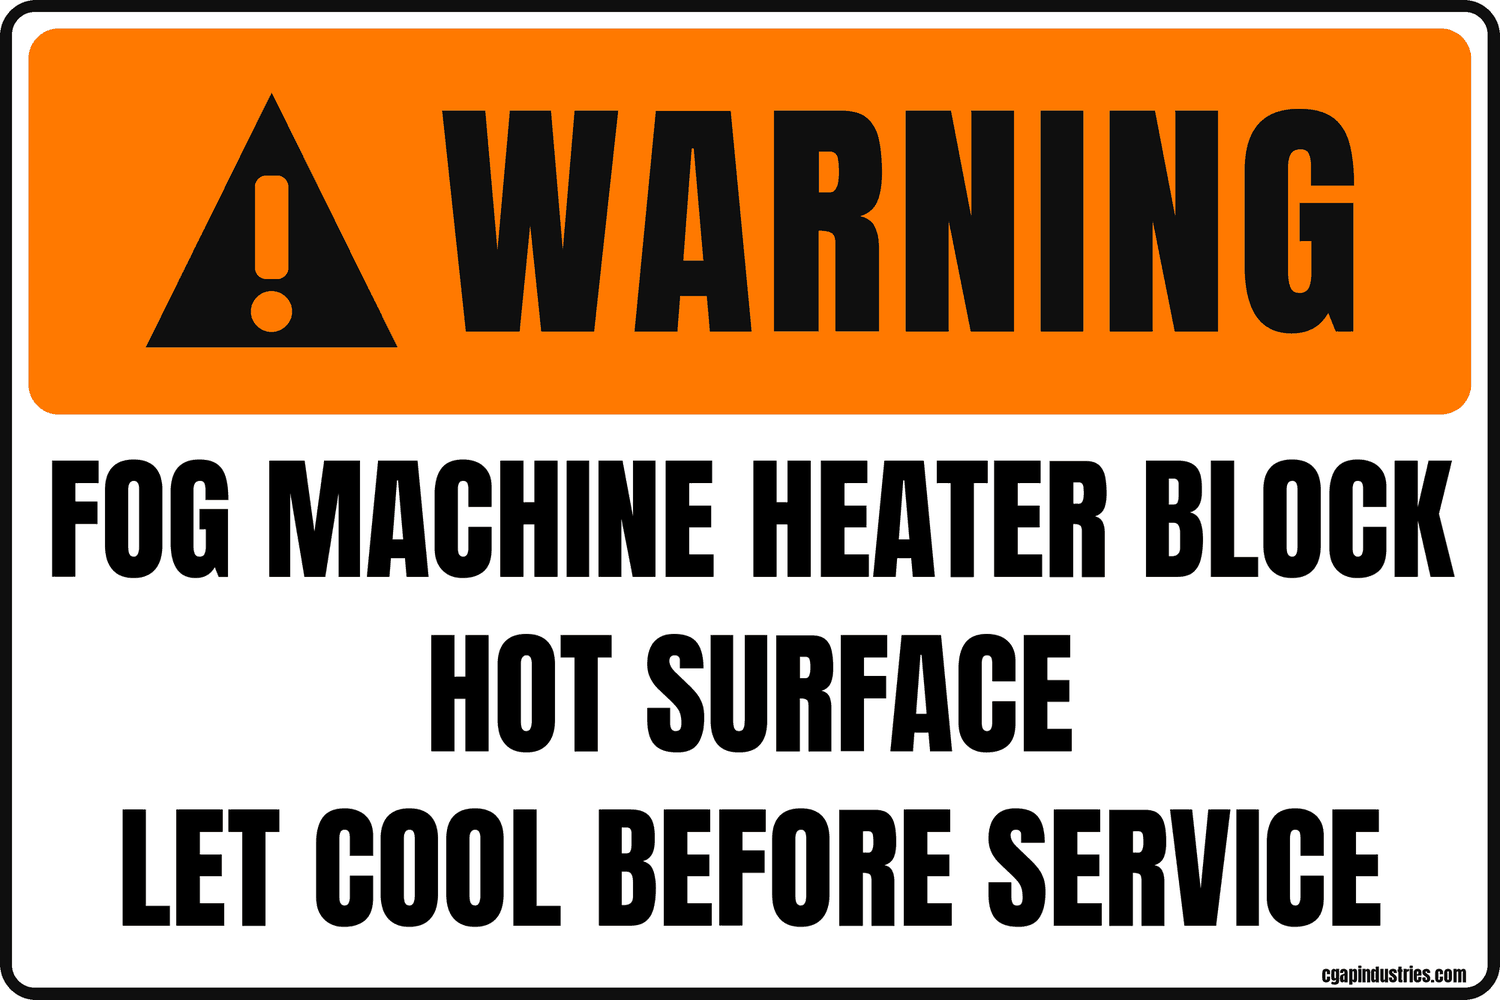 WARNING
FOG MACHINE HEATER BLOCK
HOT SURFACE
LET COOL BEFORE SERVICE
cgapindustries.com